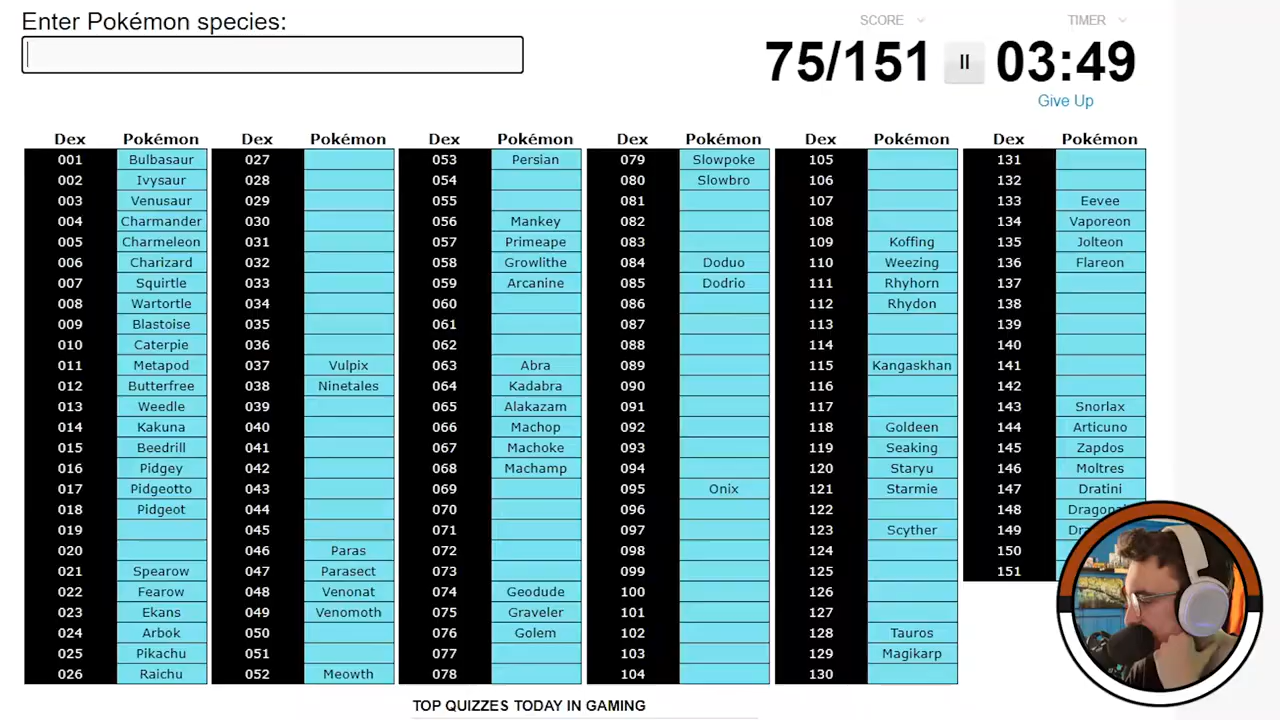 Enter Pokémon species:
SCORE
TIMER
75/151
03:49
Give Up
Dex Pokémon Dex Pokémon Dex Pokémon Dex Pokémon Dex Pokémon Dex Pokémon
001 Bulbasaur 027 053 Persian 079 Slowpoke 105 131
002 Ivysaur 028 054 080 Slowbro 106 132
003 Venusaur 029 055 081 107 133 Eevee
004 Charmander 030 056 Mankey 082 108 134 Vaporeon
005 Charmeleon 031 057 Primeape 083 109 Koffing 135 Jolteon
006 Charizard 032 058 Growlithe 084 Doduo 110 Weezing 136 Flareon
007 Squirtle 033 059 Arcanine 085 Dodrio 111 Rhyhorn 137
008 Wartortle 034 060 086 112 Rhydon 138
009 Blastoise 035 061 087 113 139
010 Caterpie 036 062 088 114 140
011 Metapod 037 Vulpix 063 Abra 089 115 Kangaskhan 141
012 Butterfree 038 Ninetales 064 Kadabra 090 116 142
013 Weedle 039 065 Alakazam 091 117 143 Snorlax
014 Kakuna 040 066 Machop 092 118 Goldeen 144 Articuno
015 Beedrill 041 067 Machoke 093 119 Seaking 145 Zapdos
016 Pidgey 042 068 Machamp 094 120 Staryu 146 Moltres
017 Pidgeotto 043 069 095 Onix 121 Starmie 147 Dratini
018 Pidgeot 044 070 096 122 148
019 045 071 097 123 Scyther 149
020 046 Paras 072 098 124 150
021 Spearow 047 Parasect 073 099 125 151
022 Fearow 048 Venonat 074 Geodude 100 126
023 Ekans 049 Venomoth 075 Graveler 101 127
024 Arbok 050 076 Golem 102 128 Tauros
025 Pikachu 051 077 103 129 Magikarp
026 Raichu 052 Meowth 078 104 130
TOP QUIZZES TODAY IN GAMING